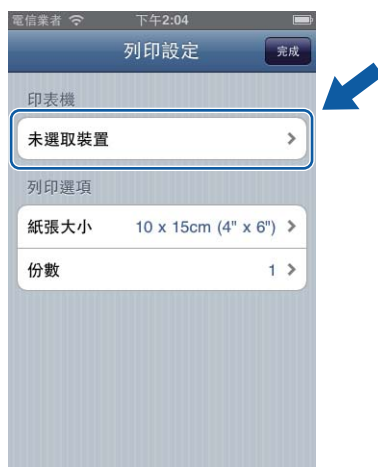 電信業者 下午2:04
列印設定 完成
印表機
未選取裝置
列印選項
紙張大小 10 x 15cm (4" x 6")
份數 1